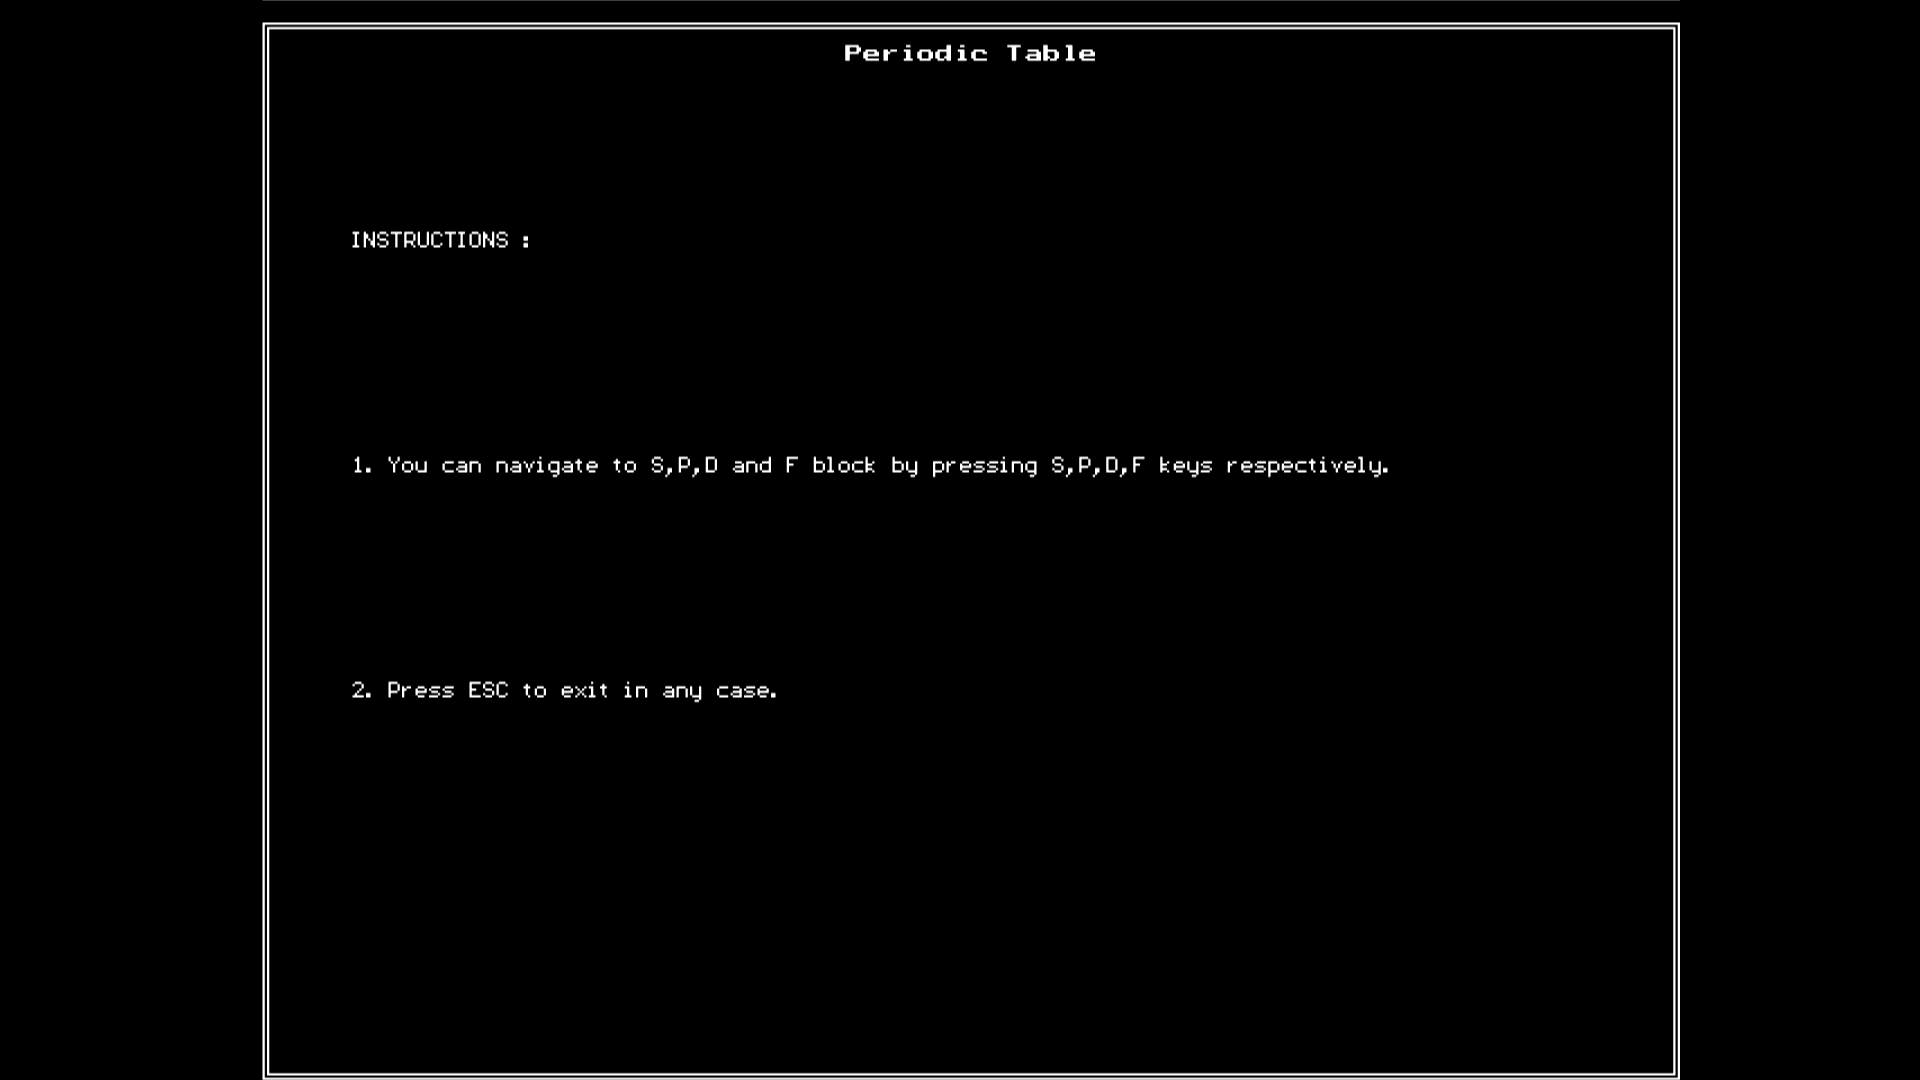 Periodic Table
INSTRUCTIONS :
1. You can navigate to S,P,D and F block by pressing S,P,D,F keys respectively.
2. Press ESC to exit in any case.